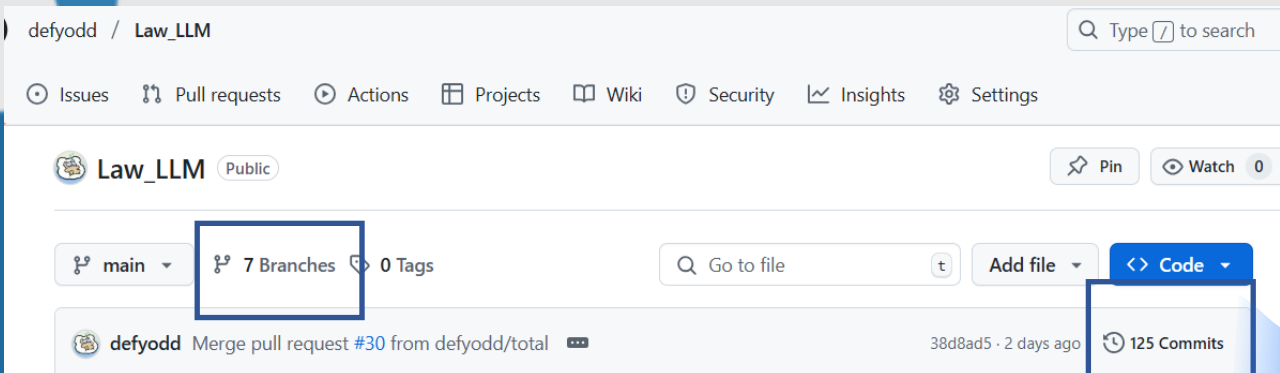 defyodd / Law_LLM Type / to search
Issues Pull requests Actions Projects Wiki Security Insights Settings
Law_LLM Public Pin Watch 0
main 7 Branches 0 Tags Go to file t Add file <> Code
defyodd Merge pull request #30 from defyodd/total 38d8ad5 · 2 days ago 125 Commits